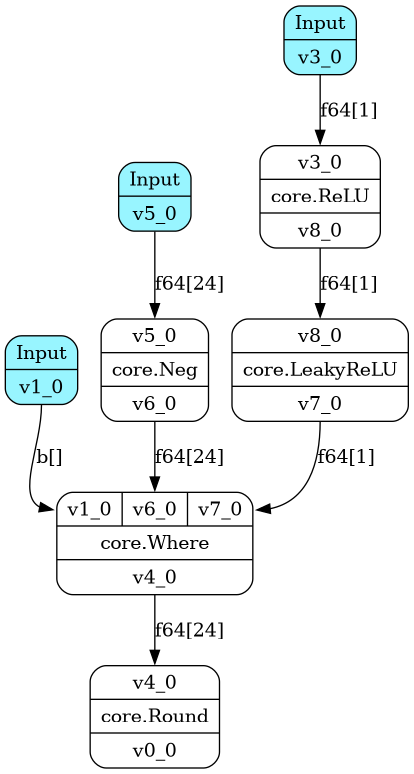 Input
v3_0
f64[1]
v3_0
core.ReLU
v8_0
Input
v5_0
f64[24]
f64[1]
Input
v1_0
v5_0
core.Neg
v6_0
v8_0
core.LeakyReLU
v7_0
b[]
f64[24]
f64[1]
v1_0 v6_0 v7_0
core.Where
v4_0
f64[24]
v4_0
core.Round
v0_0